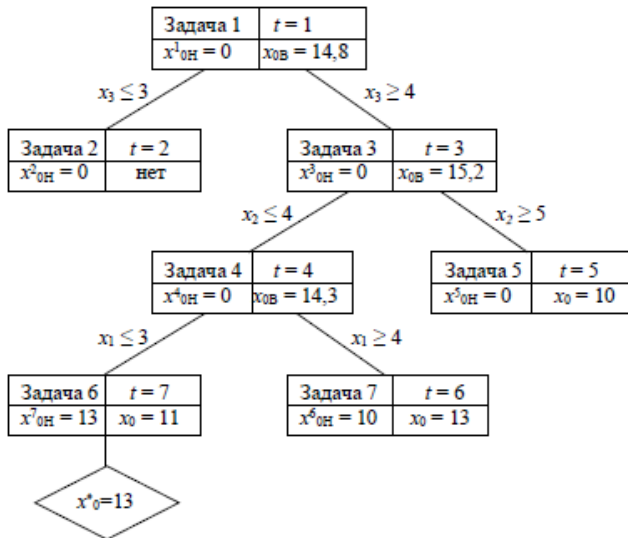 Задача 1 t = 1
x¹₀Н = 0 x₀В = 14,8
x₃ ≤ 3 x₃ ≥ 4
Задача 2 t = 2 Задача 3 t = 3
x²₀Н = 0 нет x³₀Н = 0 x₀В = 15,2
x₂ ≤ 4 x₂ ≥ 5
Задача 4 t = 4 Задача 5 t = 5
x⁴₀Н = 0 x₀В = 14,3 x⁵₀Н = 0 x₀ = 10
x₁ ≤ 3 x₁ ≥ 4
Задача 6 t = 7 Задача 7 t = 6
x⁷₀Н = 13 x₀ = 11 x⁶₀Н = 10 x₀ = 13
x*₀=13